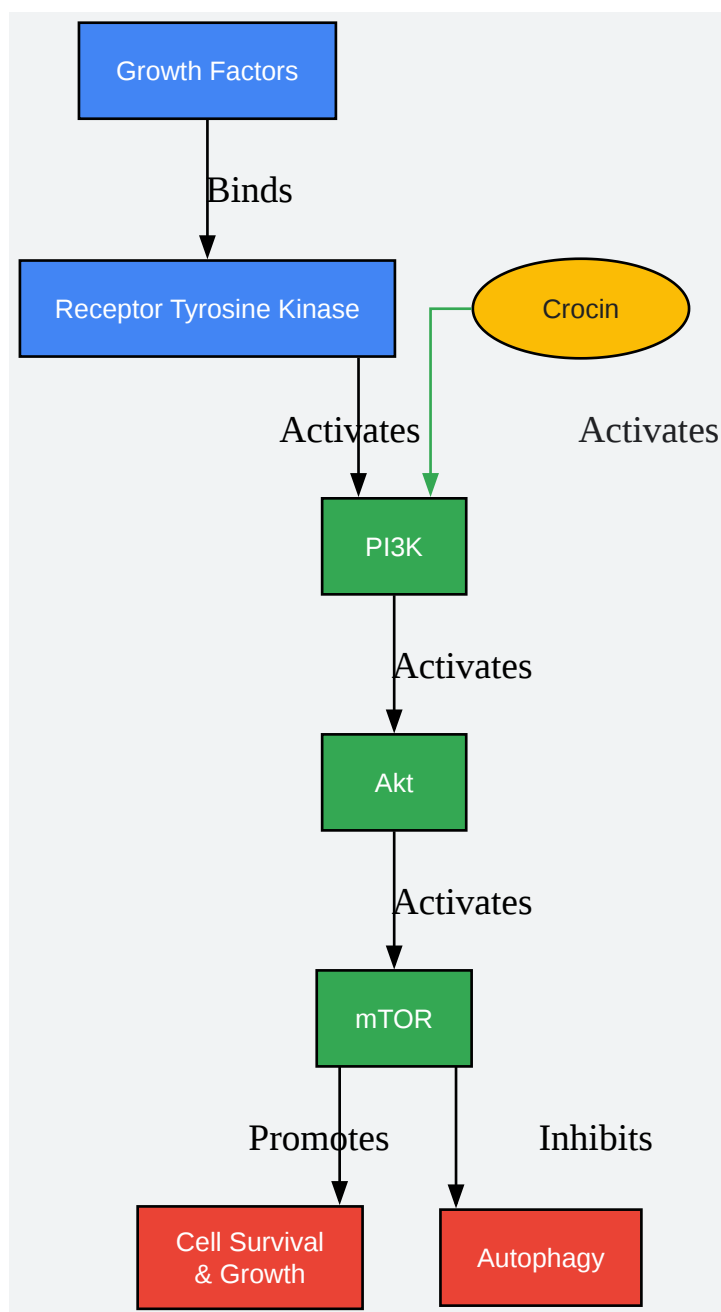 Growth Factors
Binds
Receptor Tyrosine Kinase
Crocin
Activates
Activates
PI3K
Activates
Akt
Activates
mTOR
Promotes
Inhibits
Cell Survival
& Growth
Autophagy